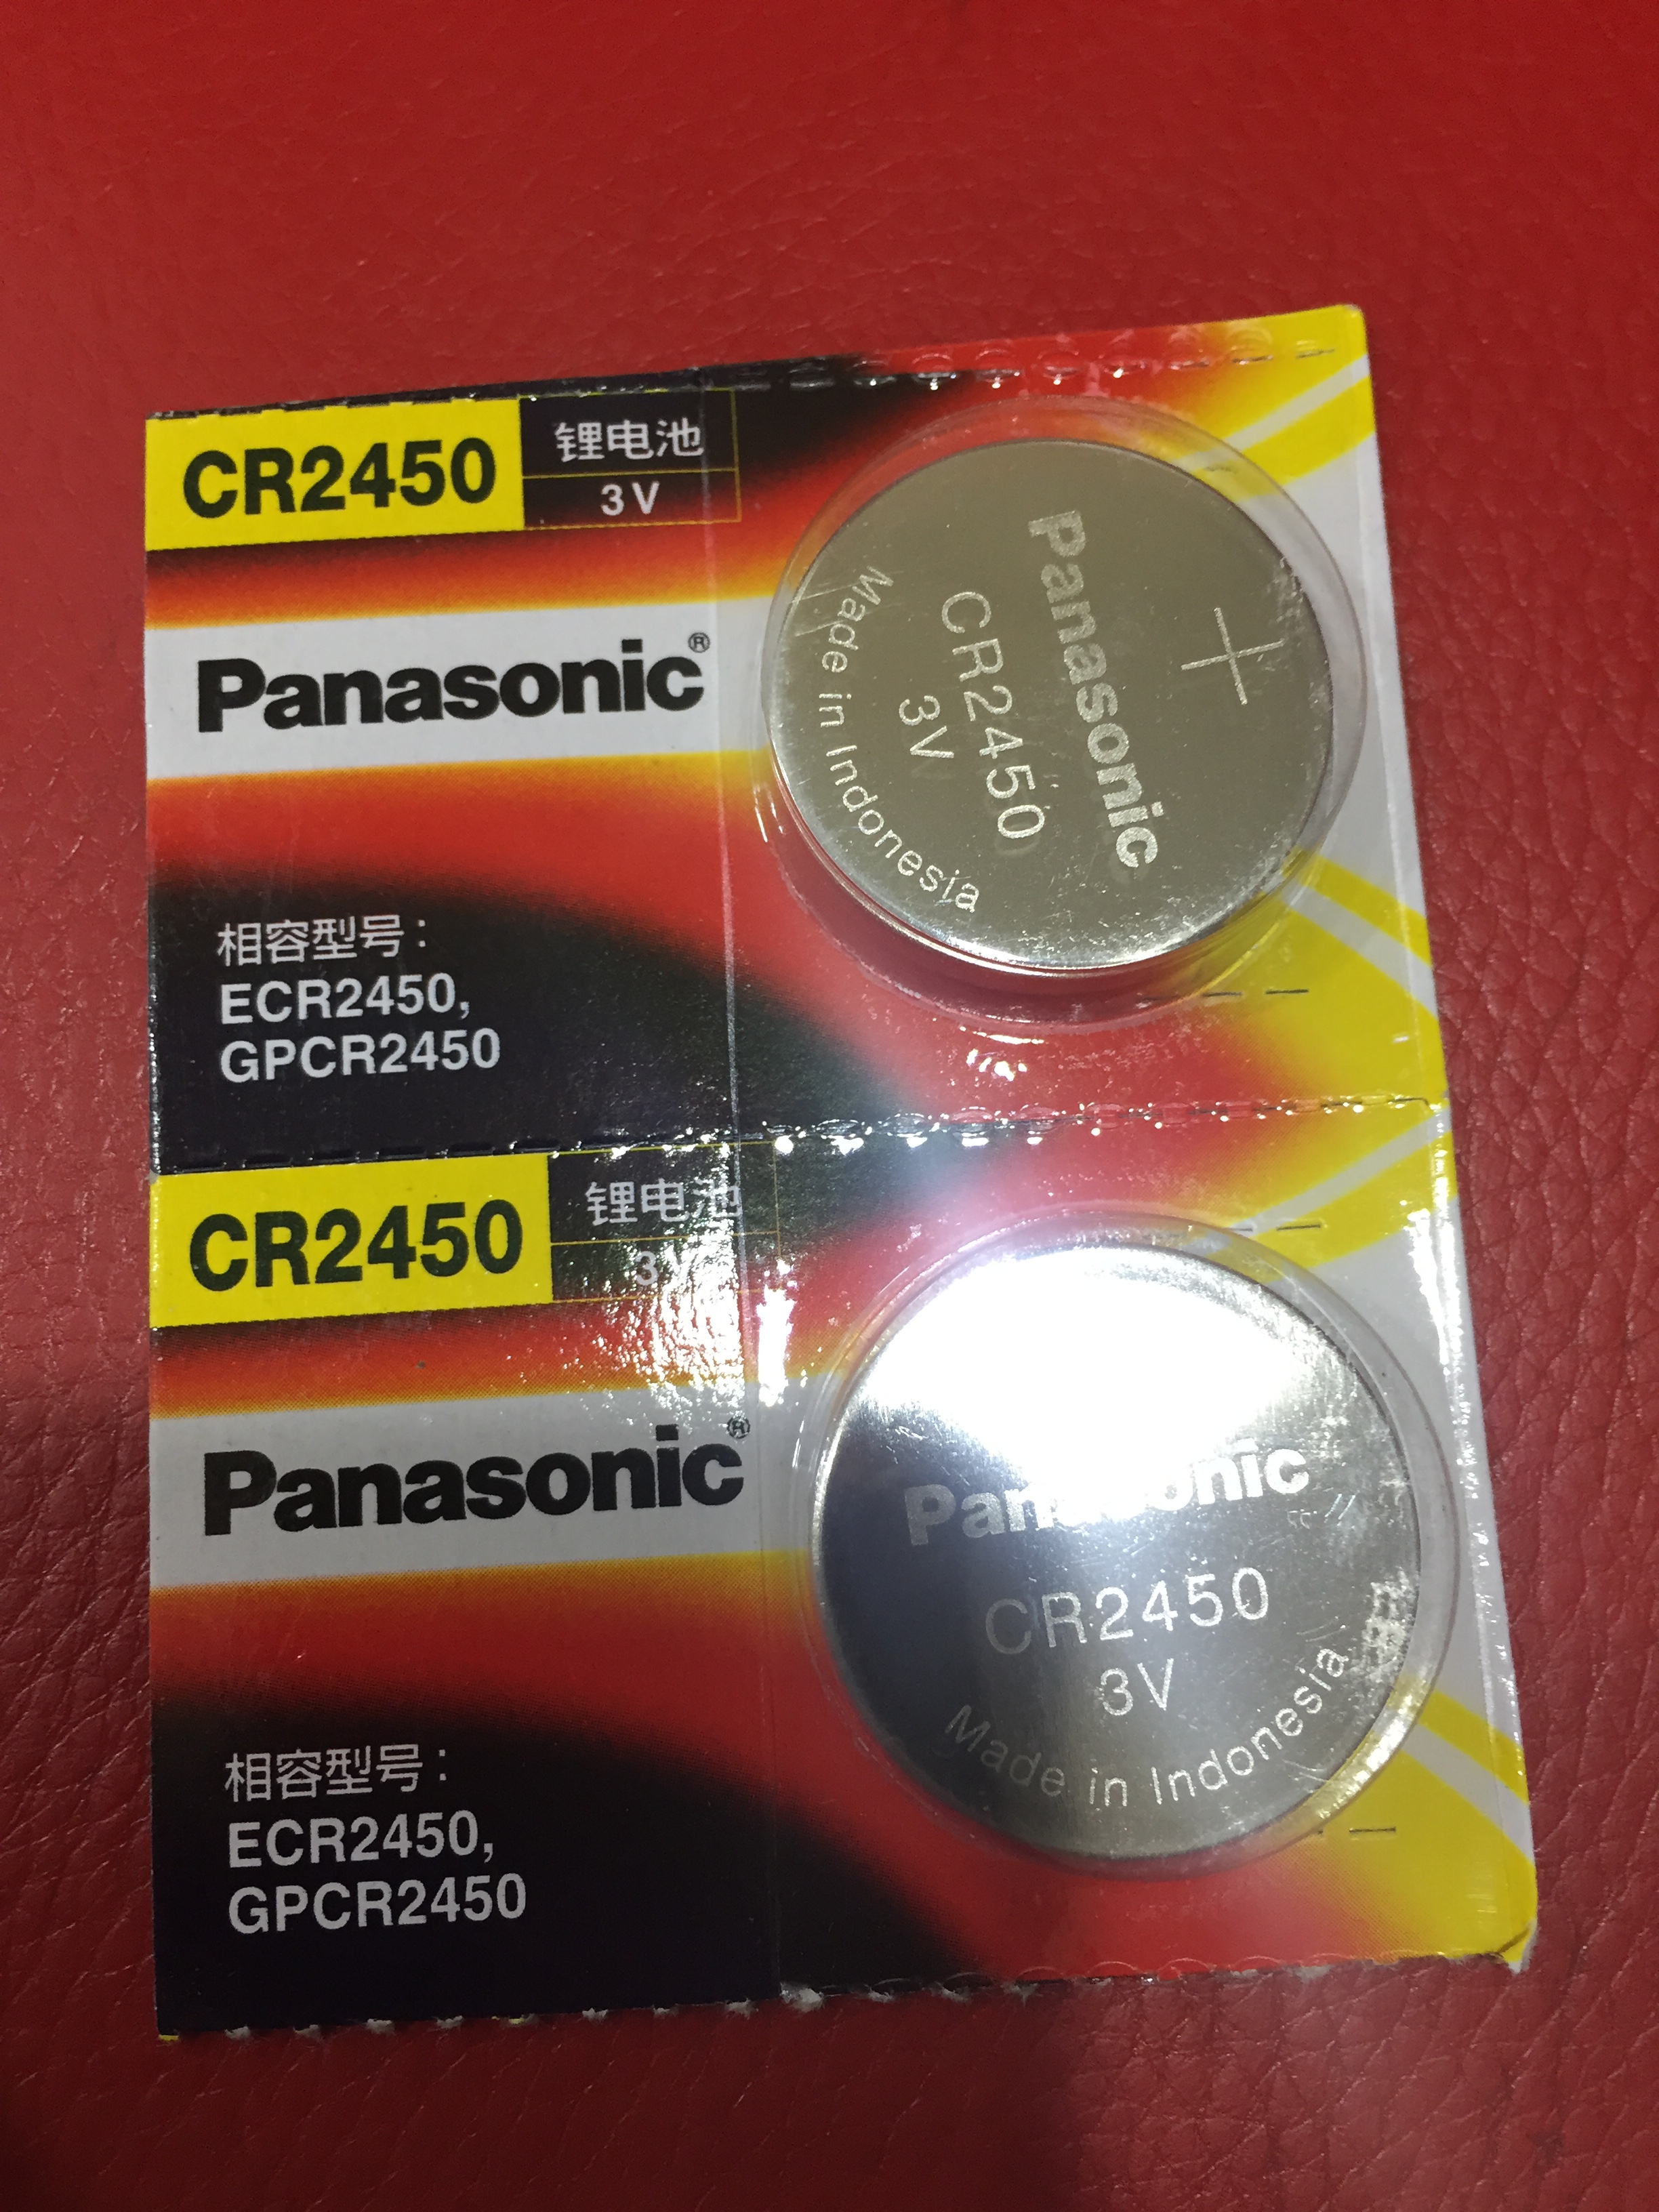 CR2450
锂电池
3V
Panasonic®
相容型号：
ECR2450,
GPCR2450
+
Panasonic
CR2450
3V
Made in Indonesia
CR2450
锂电池
Panasonic®
相容型号：
ECR2450,
GPCR2450
Panasonic
CR2450
3V
Made in Indonesia